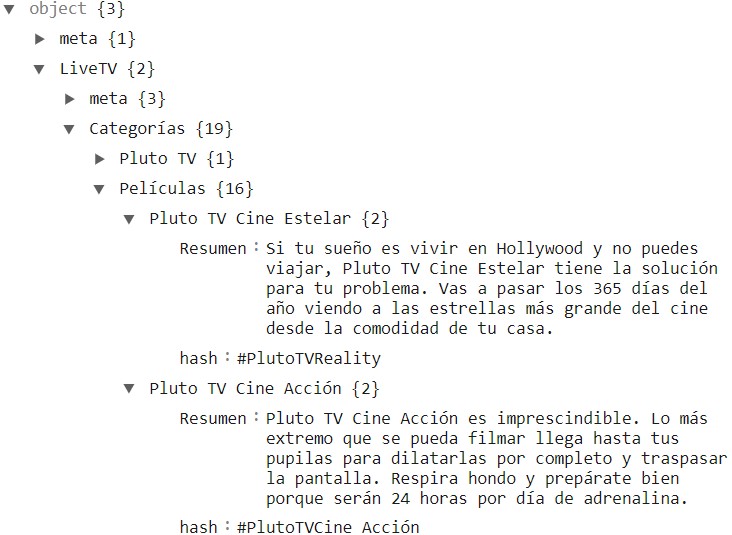 object {3}
meta {1}
LiveTV {2}
meta {3}
Categorías {19}
Pluto TV {1}
Películas {16}
Pluto TV Cine Estelar {2}
Resumen : Si tu sueño es vivir en Hollywood y no puedes
viajar, Pluto TV Cine Estelar tiene la solución
para tu problema. Vas a pasar los 365 días del
año viendo a las estrellas más grande del cine
desde la comodidad de tu casa.
hash : #PlutoTVReality
Pluto TV Cine Acción {2}
Resumen : Pluto TV Cine Acción es imprescindible. Lo más
extremo que se pueda filmar llega hasta tus
pupilas para dilatarlas por completo y traspasar
la pantalla. Respira hondo y prepárate bien
porque serán 24 horas por día de adrenalina.
hash : #PlutoTVCine Acción